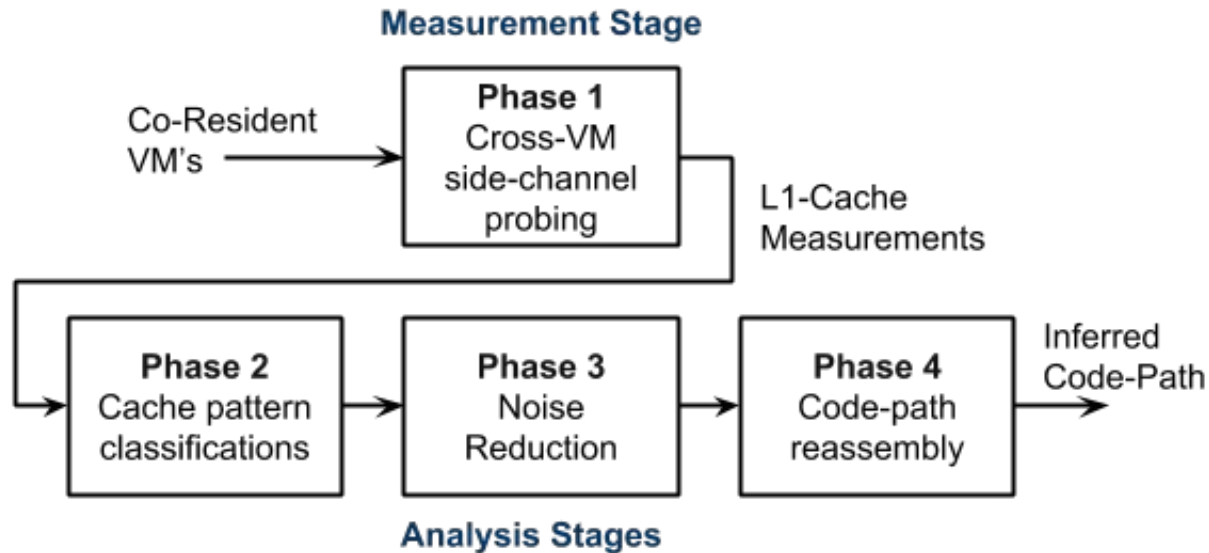 Measurement Stage
Co-Resident
VM's
Phase 1
Cross-VM
side-channel
probing
L1-Cache
Measurements
Phase 2
Cache pattern
classifications
Phase 3
Noise
Reduction
Phase 4
Code-path
reassembly
Inferred
Code-Path
Analysis Stages